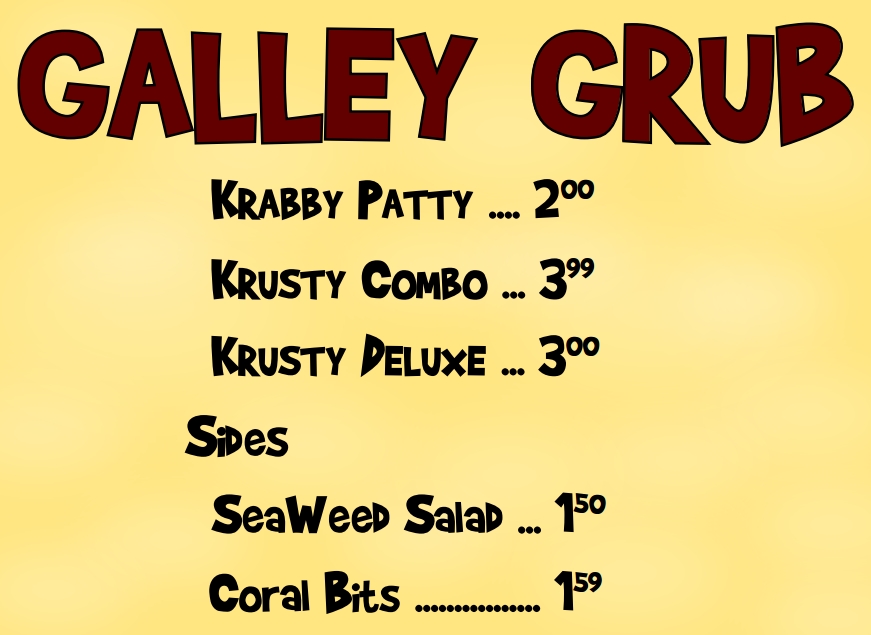 GALLEY GRUB
KRABBY PATTY .... 2⁰⁰
KRUSTY COMBO ... 3⁹⁹
KRUSTY DELUXE ... 3⁰⁰
Sides
SeaWeed Salad ... 1⁵⁰
Coral Bits ................ 1⁵⁹